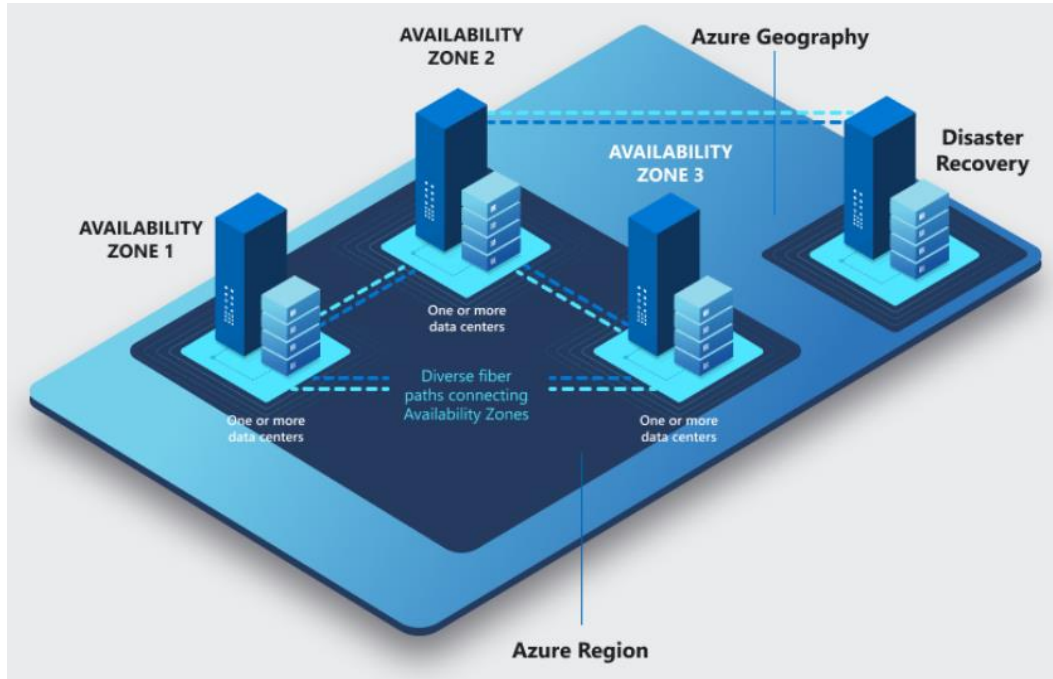 AVAILABILITY
ZONE 2
Azure Geography
Disaster
Recovery
AVAILABILITY
ZONE 3
AVAILABILITY
ZONE 1
One or more
data centers
Diverse fiber
paths connecting
Availability Zones
One or more
data centers
One or more
data centers
Azure Region